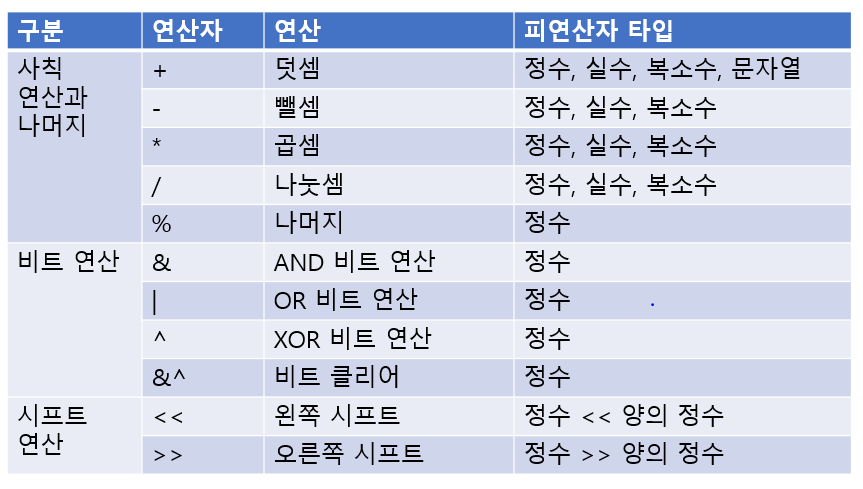 구분 연산자 연산 피연산자 타입
사칙 연산과 나머지 + 덧셈 정수, 실수, 복소수, 문자열
- 뺄셈 정수, 실수, 복소수
* 곱셈 정수, 실수, 복소수
/ 나눗셈 정수, 실수, 복소수
% 나머지 정수
비트 연산 & AND 비트 연산 정수
| OR 비트 연산 정수
^ XOR 비트 연산 정수
&^ 비트 클리어 정수
시프트 연산 << 왼쪽 시프트 정수 << 양의 정수
>> 오른쪽 시프트 정수 >> 양의 정수